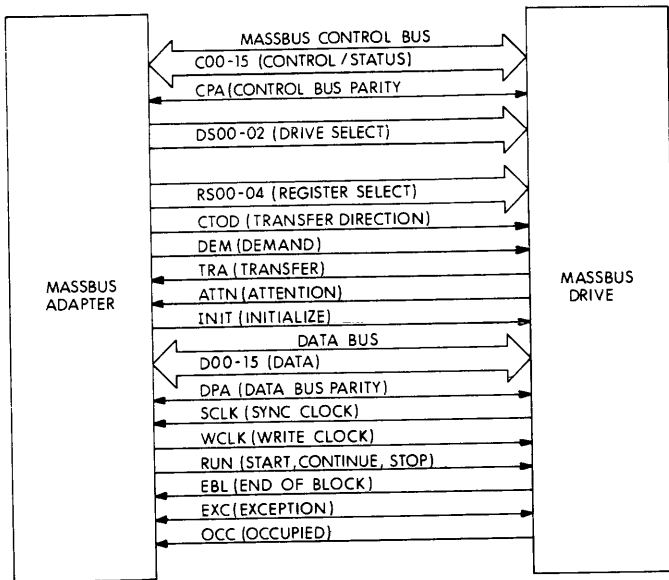 MASSBUS CONTROL BUS
C00-15 (CONTROL / STATUS)
CPA (CONTROL BUS PARITY
DS00-02 (DRIVE SELECT)
RS00-04 (REGISTER SELECT)
CTOD (TRANSFER DIRECTION)
DEM (DEMAND)
TRA (TRANSFER)
ATTN (ATTENTION)
INIT (INITIALIZE)
MASSBUS
ADAPTER
MASSBUS
DRIVE
DATA BUS
D00-15 (DATA)
DPA (DATA BUS PARITY)
SCLK (SYNC CLOCK)
WCLK (WRITE CLOCK)
RUN (START, CONTINUE, STOP)
EBL (END OF BLOCK)
EXC (EXCEPTION)
OCC (OCCUPIED)